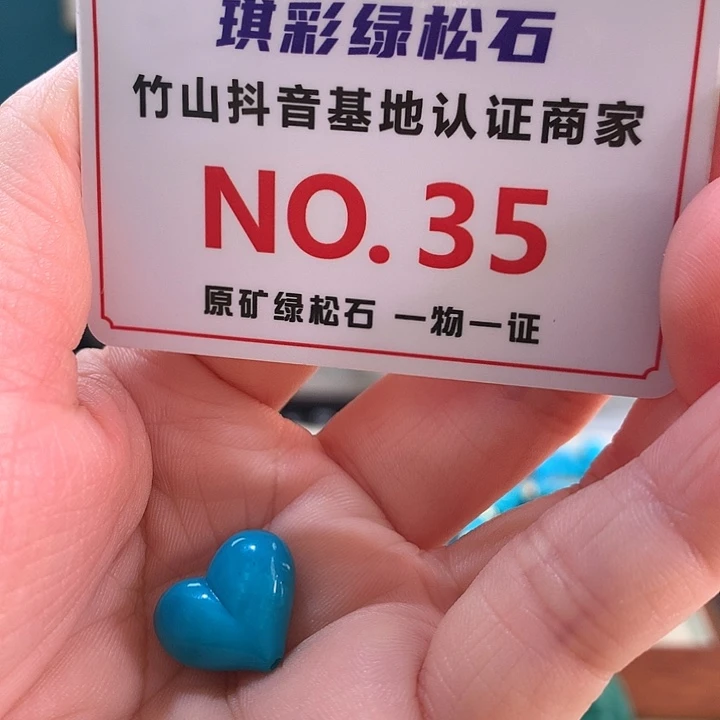 琪彩绿松石
竹山抖音基地认证商家
NO.35
原矿绿松石 一物一证